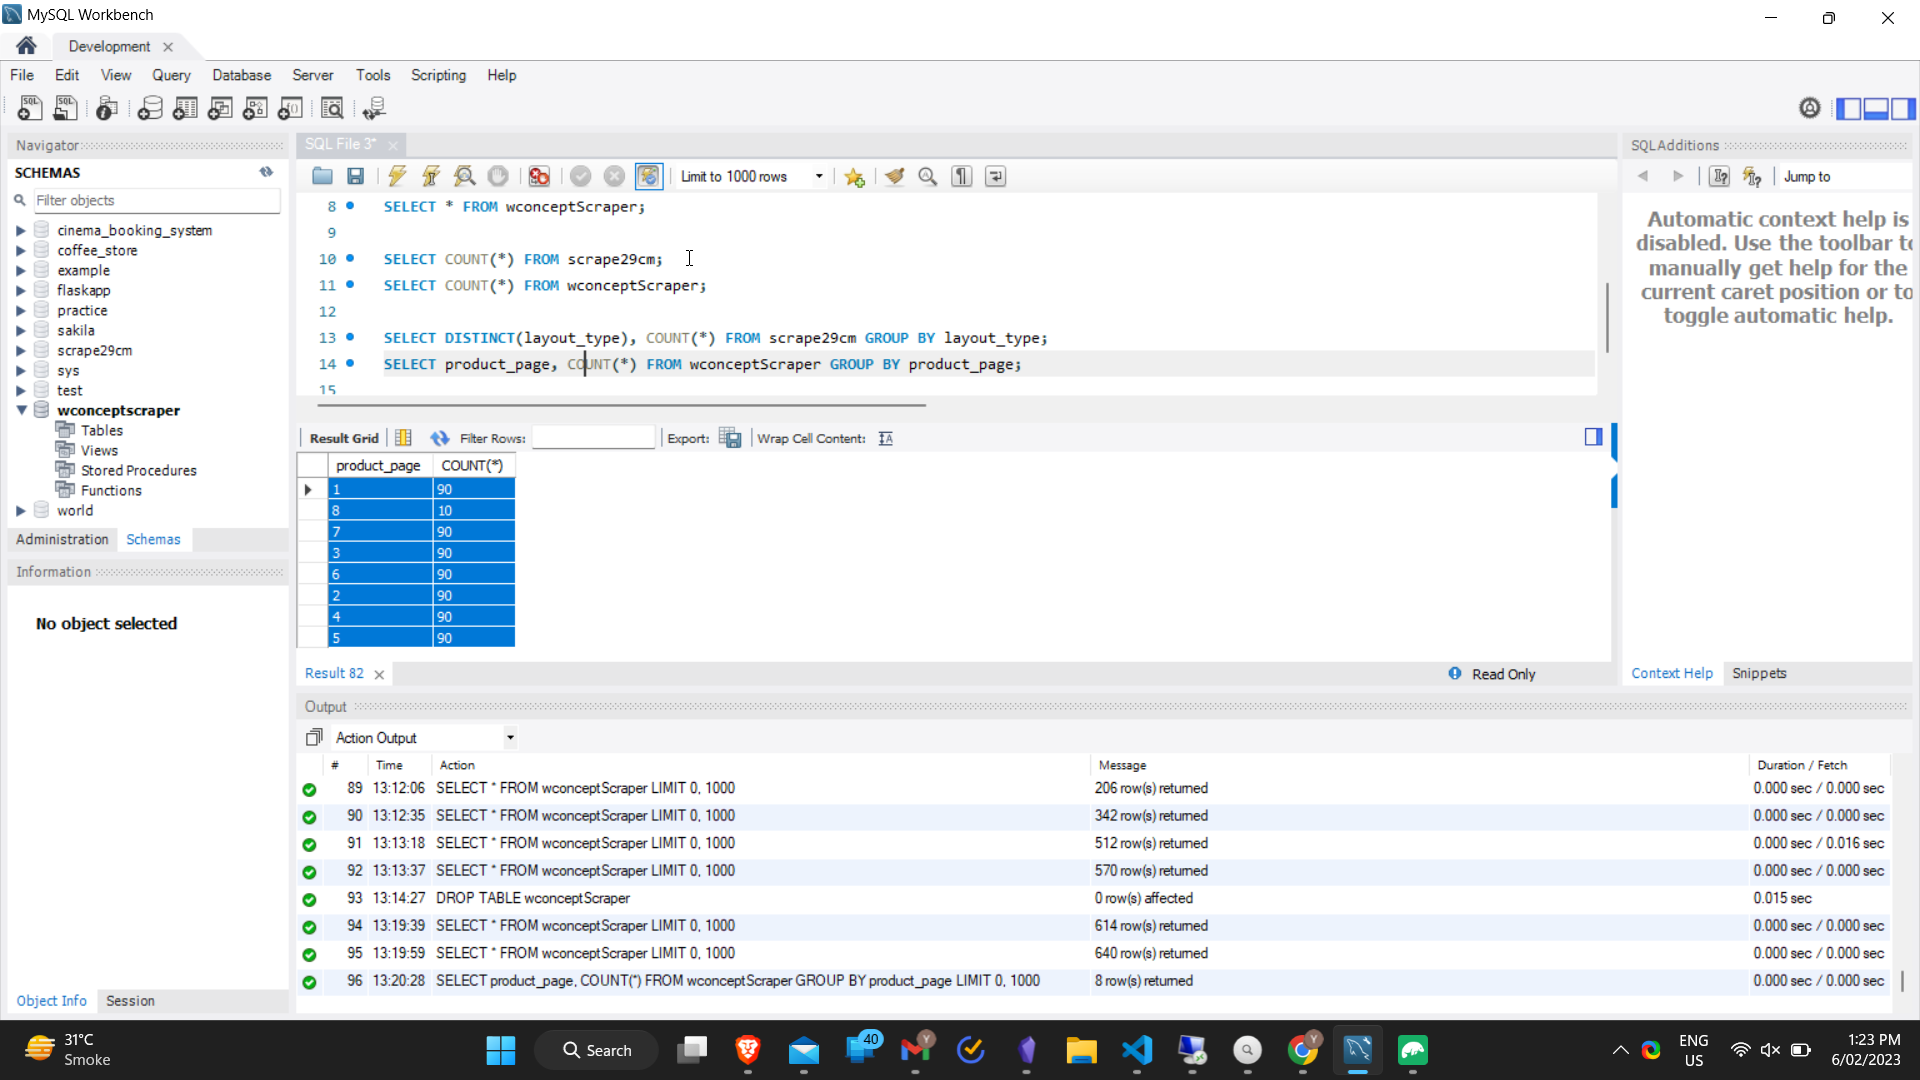 MySQL Workbench
Development
File Edit View Query Database Server Tools Scripting Help
Navigator
SCHEMAS
Filter objects
cinema_booking_system
coffee_store
example
flaskapp
practice
sakila
scrape29cm
sys
test
wconceptscraper
Tables
Views
Stored Procedures
Functions
world
Administration Schemas
Information
No object selected
Object Info Session
SQL File 3*
Limit to 1000 rows
8 SELECT * FROM wconceptScraper;
9
10 SELECT COUNT(*) FROM scrape29cm;
11 SELECT COUNT(*) FROM wconceptScraper;
12
13 SELECT DISTINCT(layout_type), COUNT(*) FROM scrape29cm GROUP BY layout_type;
14 SELECT product_page, COUNT(*) FROM wconceptScraper GROUP BY product_page;
15
Result Grid Filter Rows: Export: Wrap Cell Content:
product_page COUNT(*)
1 90
8 10
7 90
3 90
6 90
2 90
4 90
5 90
Result 82
Read Only
SQLAdditions
Jump to
Automatic context help is
disabled. Use the toolbar to
manually get help for the
current caret position or to
toggle automatic help.
Context Help Snippets
Output
Action Output
# Time Action Message Duration / Fetch
89 13:12:06 SELECT * FROM wconceptScraper LIMIT 0, 1000 206 row(s) returned 0.000 sec / 0.000 sec
90 13:12:35 SELECT * FROM wconceptScraper LIMIT 0, 1000 342 row(s) returned 0.000 sec / 0.000 sec
91 13:13:18 SELECT * FROM wconceptScraper LIMIT 0, 1000 512 row(s) returned 0.000 sec / 0.016 sec
92 13:13:37 SELECT * FROM wconceptScraper LIMIT 0, 1000 570 row(s) returned 0.000 sec / 0.000 sec
93 13:14:27 DROP TABLE wconceptScraper 0 row(s) affected 0.015 sec
94 13:19:39 SELECT * FROM wconceptScraper LIMIT 0, 1000 614 row(s) returned 0.000 sec / 0.000 sec
95 13:19:59 SELECT * FROM wconceptScraper LIMIT 0, 1000 640 row(s) returned 0.000 sec / 0.000 sec
96 13:20:28 SELECT product_page, COUNT(*) FROM wconceptScraper GROUP BY product_page LIMIT 0, 1000 8 row(s) returned 0.000 sec / 0.000 sec
31°C
Smoke
Search
40
ENG
US
1:23 PM
6/02/2023